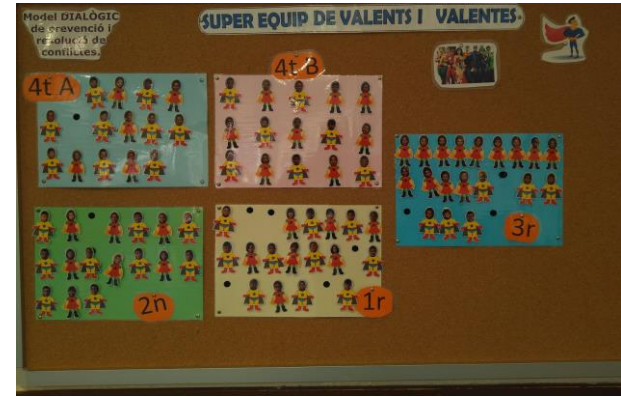 Model DIALÒGIC
de prevenció i
resolució de
conflictes.
SUPER EQUIP DE VALENTS I VALENTES
4t A
4t B
3r
2n
1r